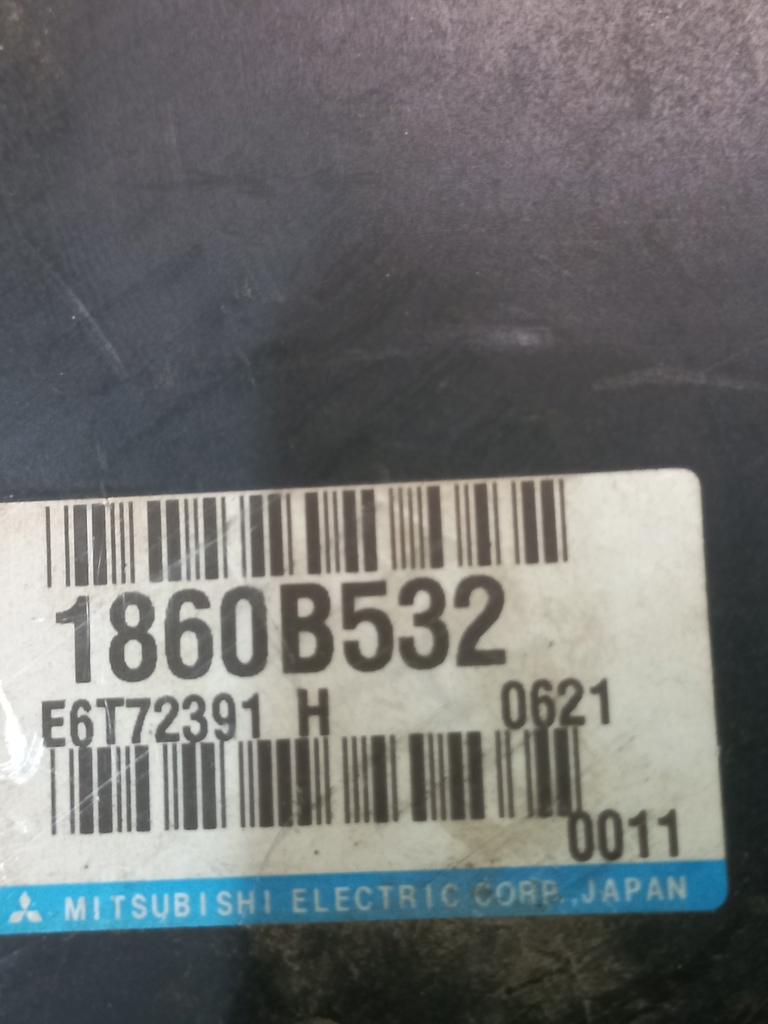 1860B532
E6T72391 H 0621
0011
MITSUBISHI ELECTRIC CORP.,JAPAN